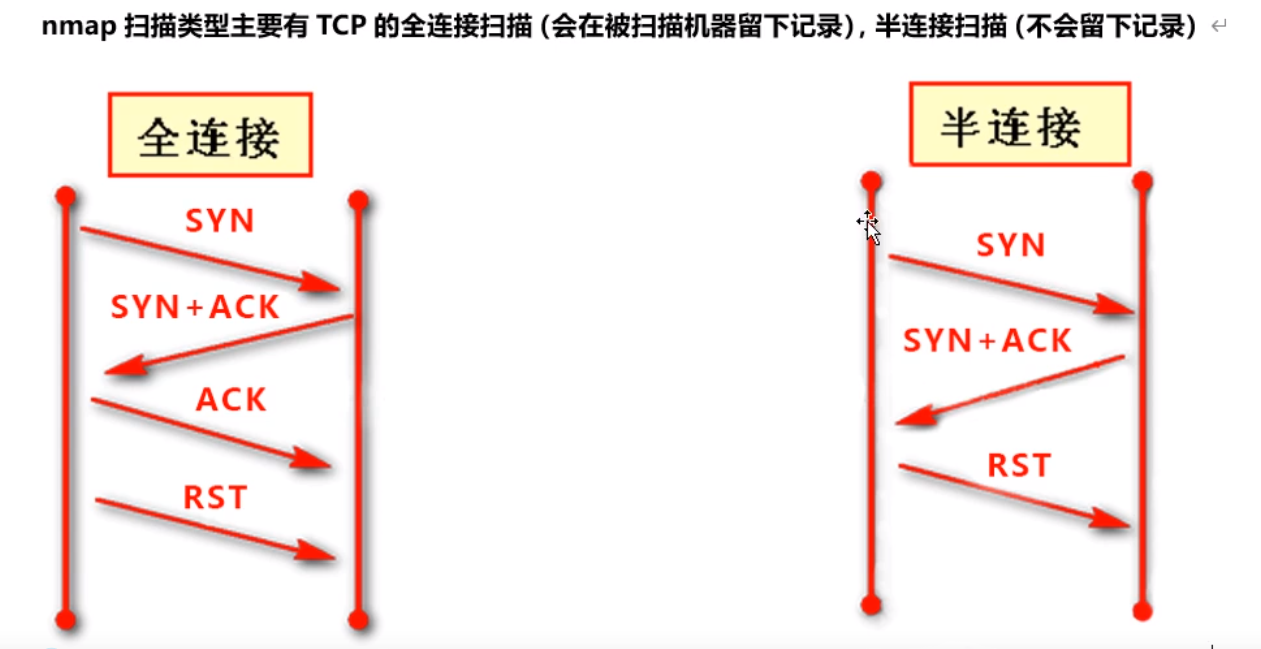 nmap 扫描类型主要有 TCP 的全连接扫描 (会在被扫描机器留下记录), 半连接扫描 (不会留下记录)
全连接
SYN
SYN+ACK
ACK
RST
半连接
SYN
SYN+ACK
RST